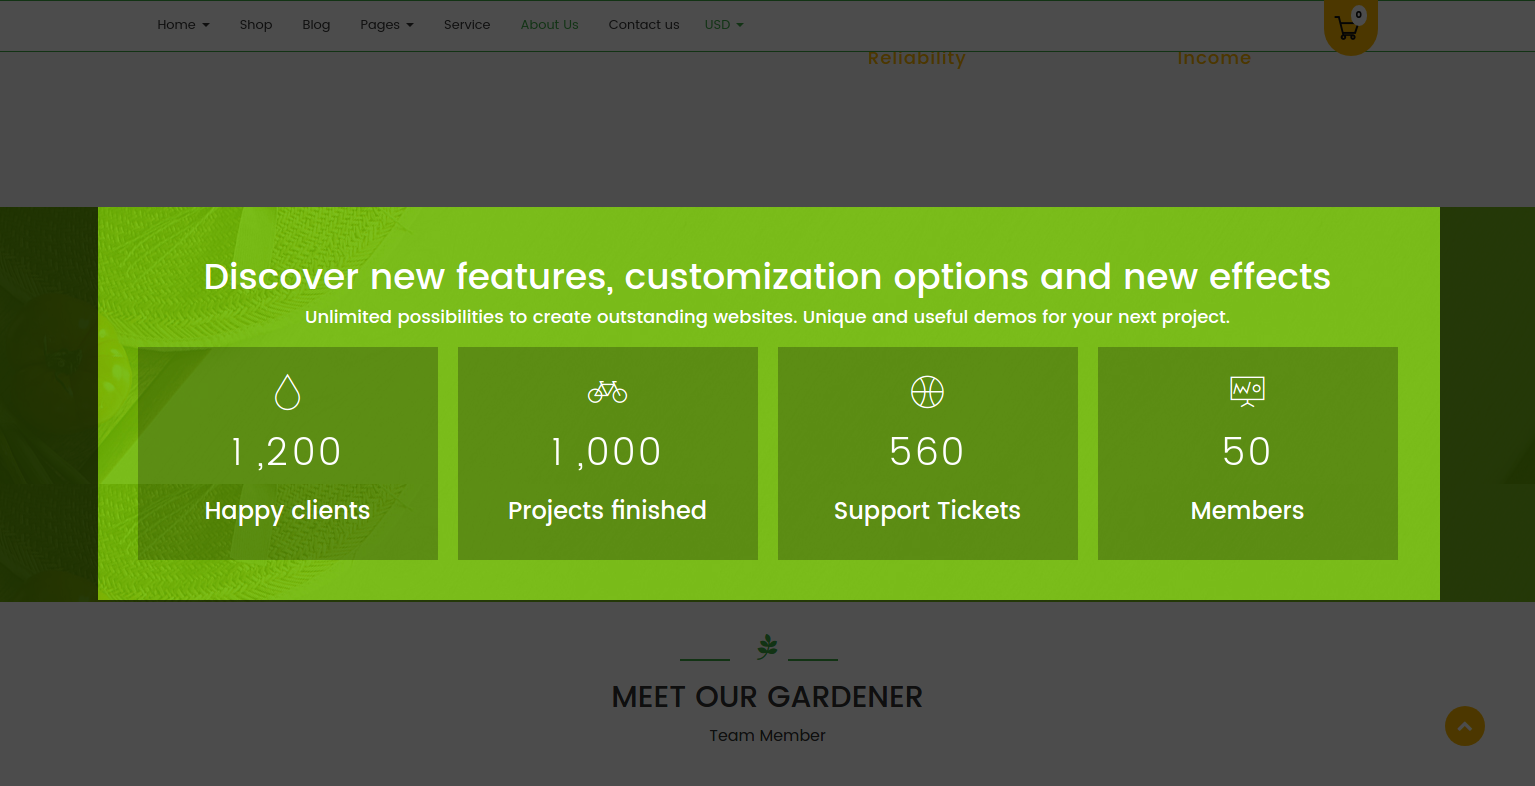 Home Shop Blog Pages Service About Us Contact us USD 0
Reliability Income
Discover new features, customization options and new effects
Unlimited possibilities to create outstanding websites. Unique and useful demos for your next project.
1 ,200 1 ,000 560 50
Happy clients Projects finished Support Tickets Members
MEET OUR GARDENER
Team Member